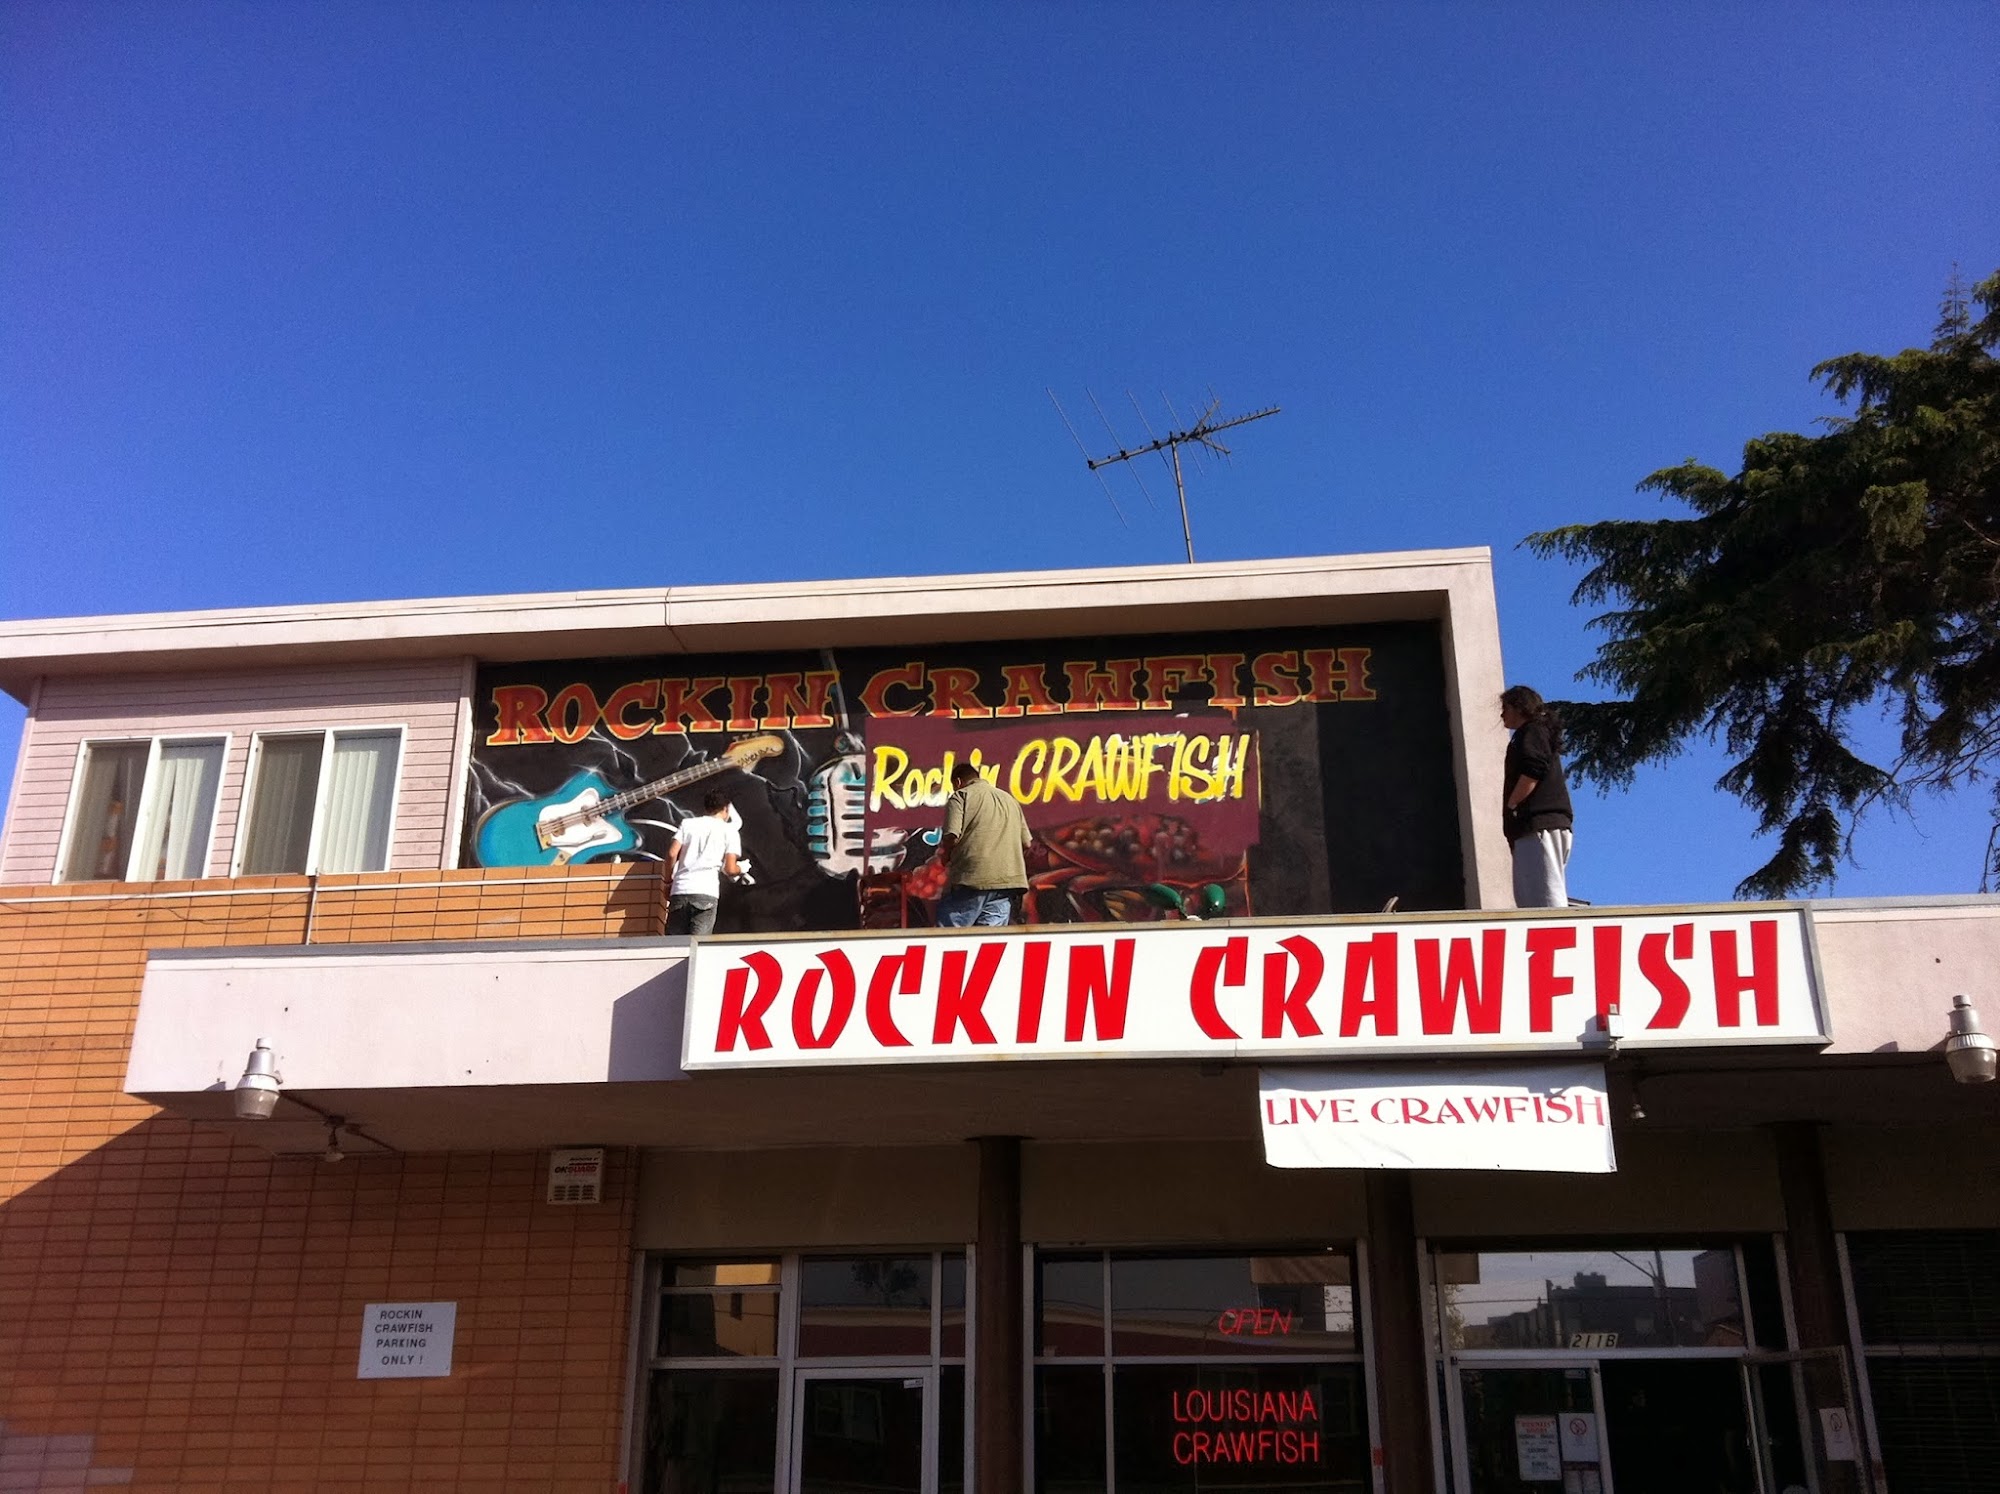 ROCKIN CRAWFISH
Rockin CRAWFISH
ROCKIN CRAWFISH
LIVE CRAWFISH
ROCKIN
CRAWFISH
PARKING
ONLY !
OPEN
211B
LOUISIANA
CRAWFISH